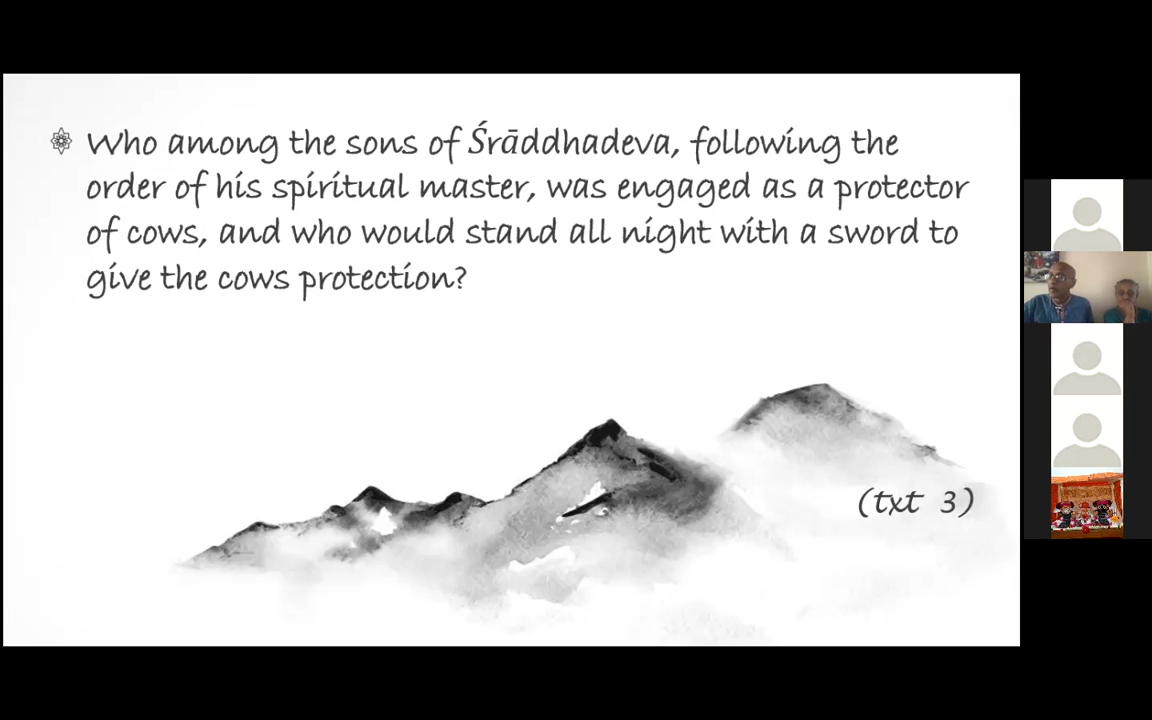 Who among the sons of Śrāddhadeva, following the
order of his spiritual master, was engaged as a protector
of cows, and who would stand all night with a sword to
give the cows protection?
(txt 3)